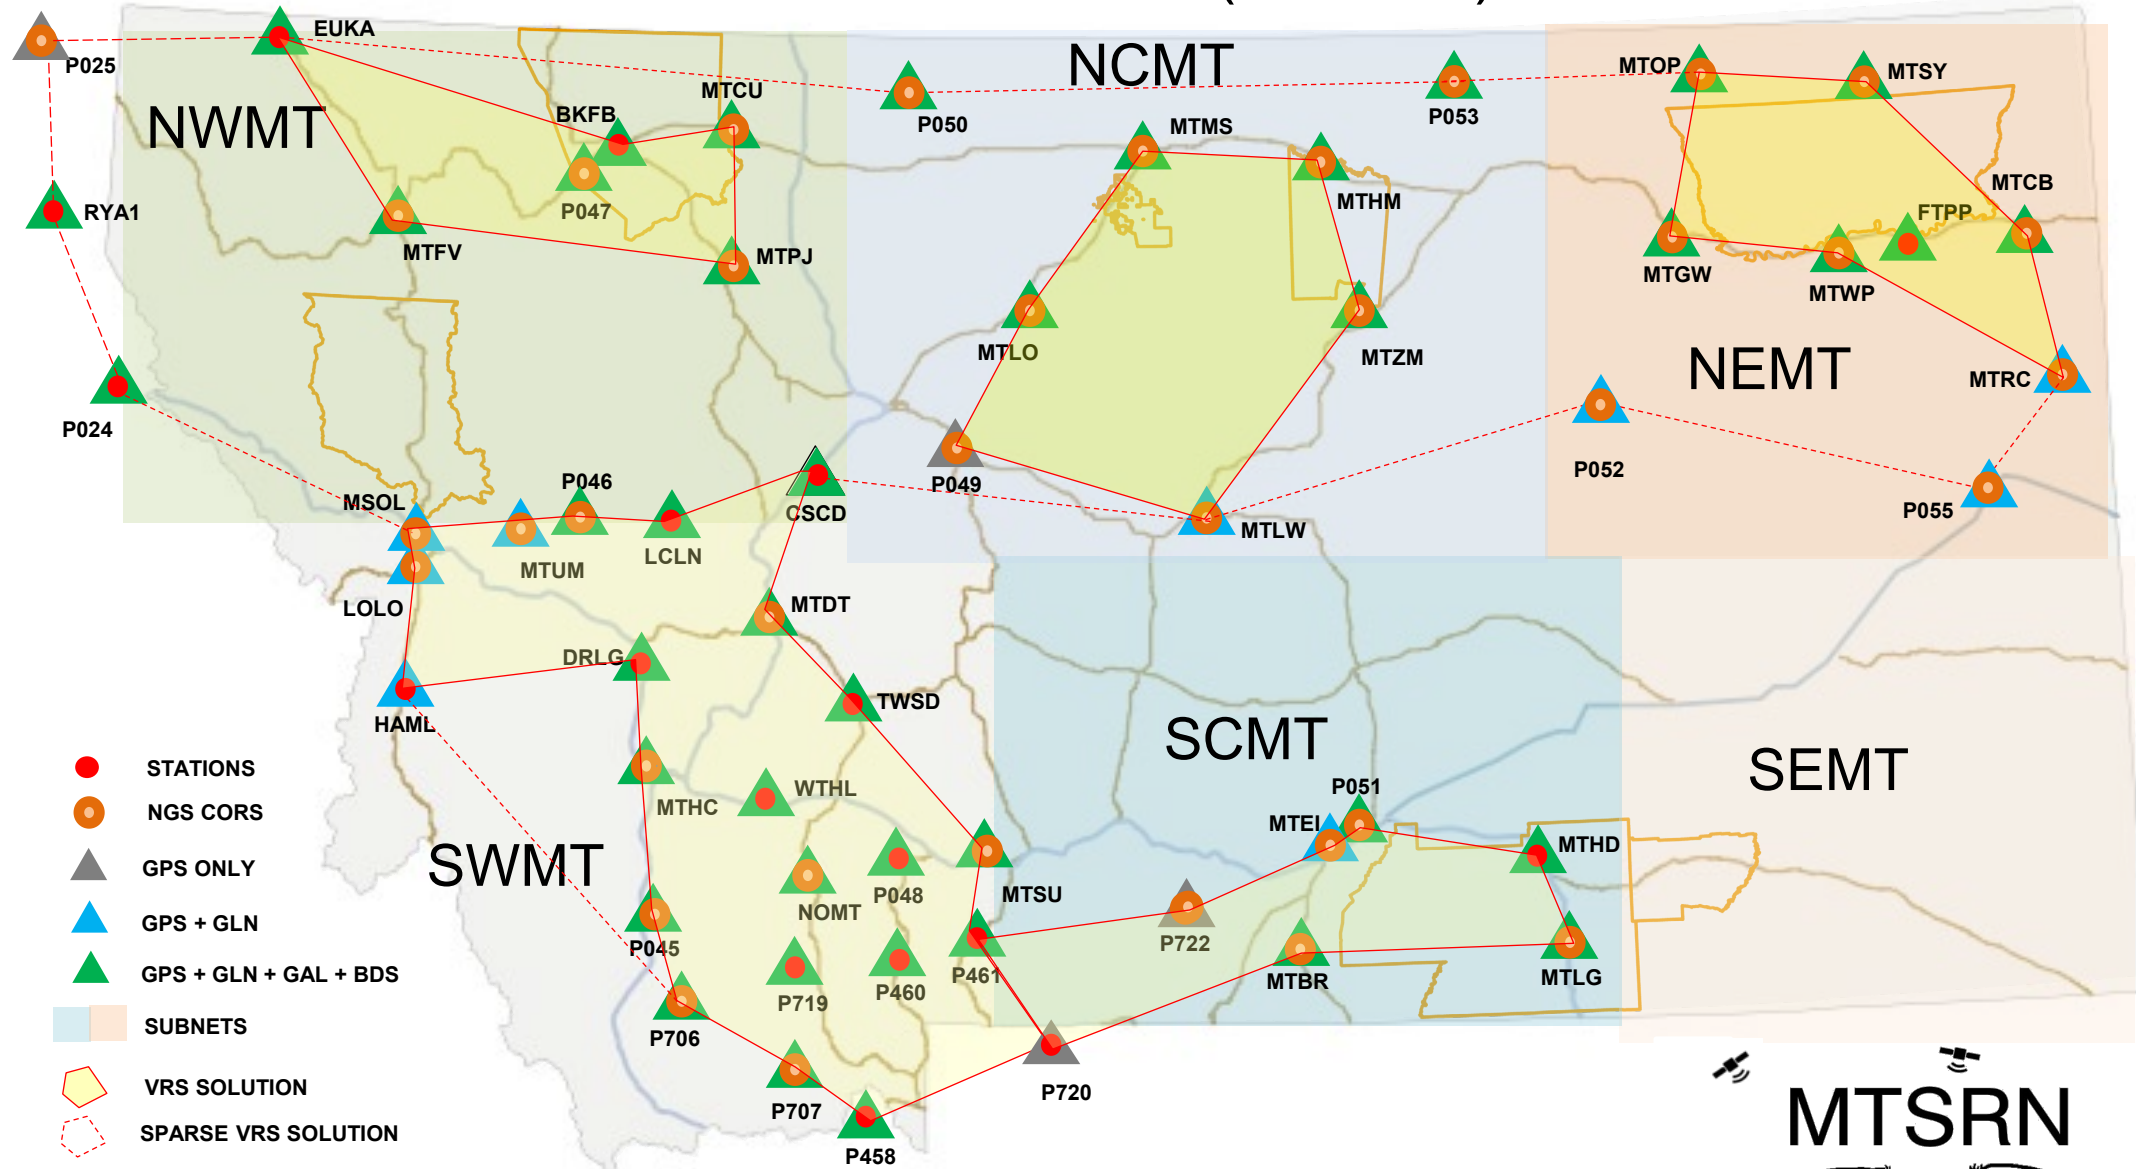 EUKA
P025
NCMT
MTOP
MTSY
NWMT
MTCU
BKFB
P050
P053
MTMS
MTHM
MTCB
RYA1
P047
FTPP
MTFV
MTPJ
MTGW
MTWP
MTLO
MTZM
NEMT
MTRC
P024
P052
P046
MSOL
P049
CSCD
MTLW
P055
LCLN
MTUM
LOLO
MTDT
DRLG
TWSD
HAML
SCMT
SEMT
STATIONS
WTHL
P051
MTHC
NGS CORS
MTEL
MTHD
SWMT
GPS ONLY
P048
MTSU
NOMT
GPS + GLN
P045
P722
GPS + GLN + GAL + BDS
P461
MTBR
MTLG
P719
P460
SUBNETS
P706
VRS SOLUTION
P720
P707
MTSRN
SPARSE VRS SOLUTION
P458